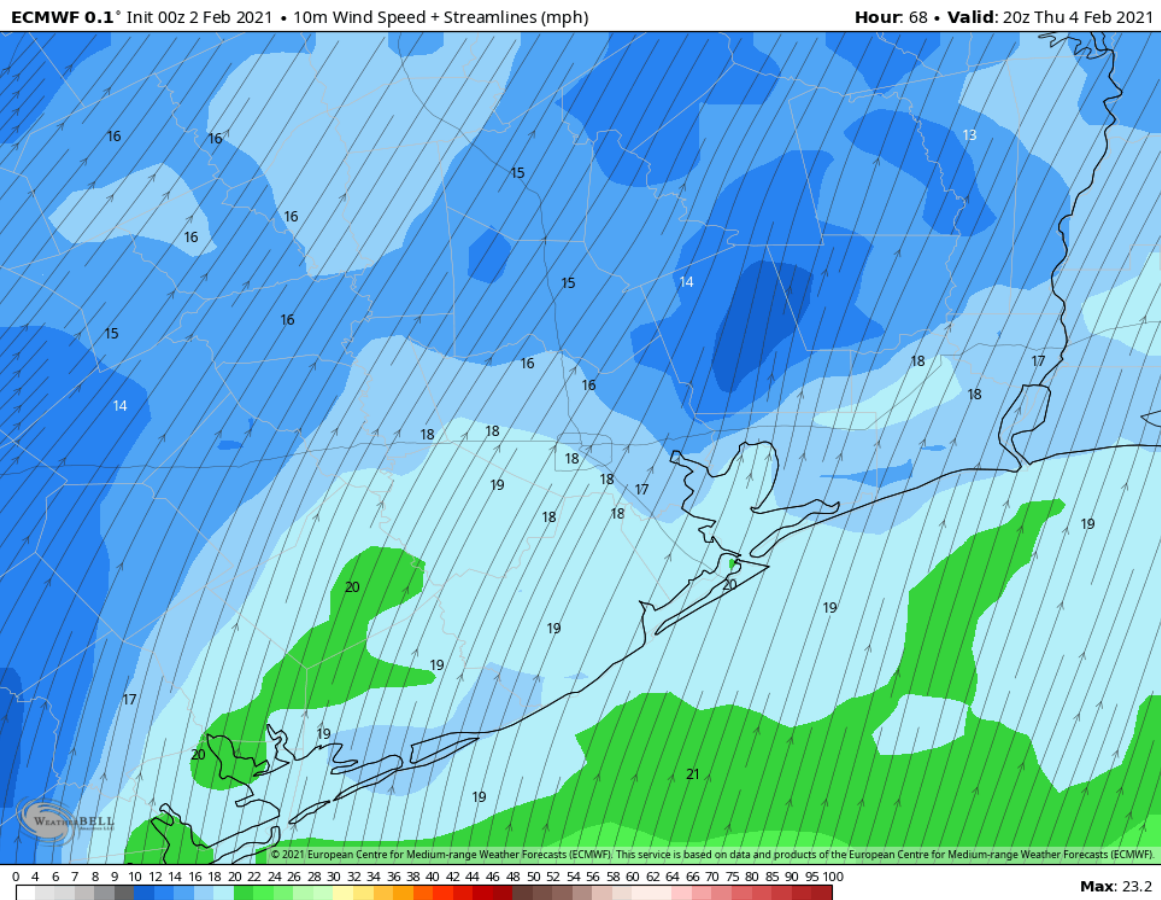 ECMWF 0.1° Init 00z 2 Feb 2021 • 10m Wind Speed + Streamlines (mph) Hour: 68 • Valid: 20z Thu 4 Feb 2021
16 16 13
15
16
16
15 14
16
15
16 18 17
16
14 18
18 18
18
19 18 17
18 18 19
20 20
19
19
19
17
19
20
21
19
WEATHERBELL
© 2021 European Centre for Medium-range Weather Forecasts (ECMWF). This service is based on data and products of the European Centre for Medium-range Weather Forecasts (ECMWF).
0 4 6 7 8 9 10 12 14 16 18 20 22 24 26 28 30 32 34 36 38 40 42 44 46 48 50 52 54 56 58 60 62 64 66 70 75 80 85 90 95 100
Max: 23.2